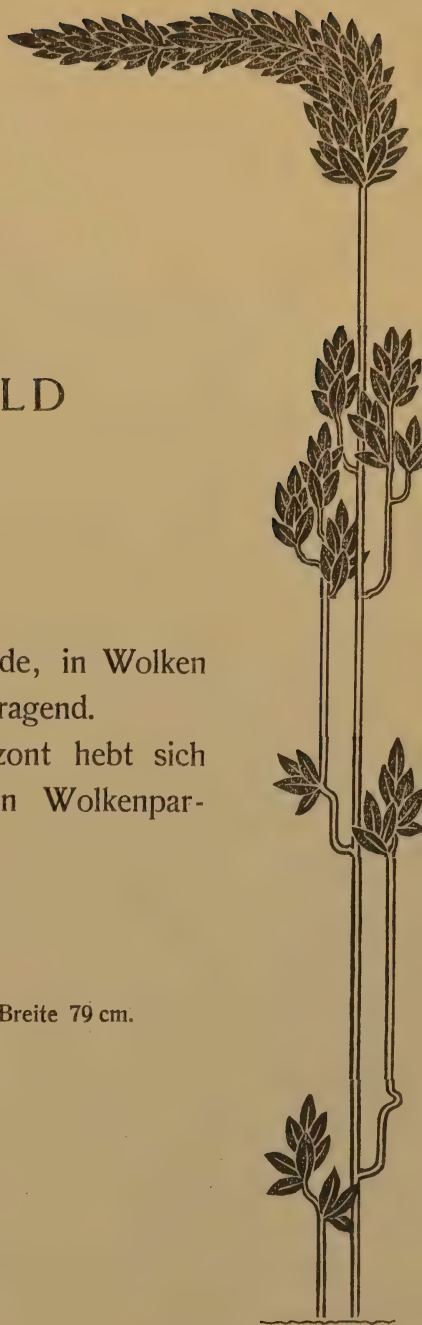 LD
de, in Wolken
ragend.
zont hebt sich
n Wolkenpar-
Breite 79 cm.